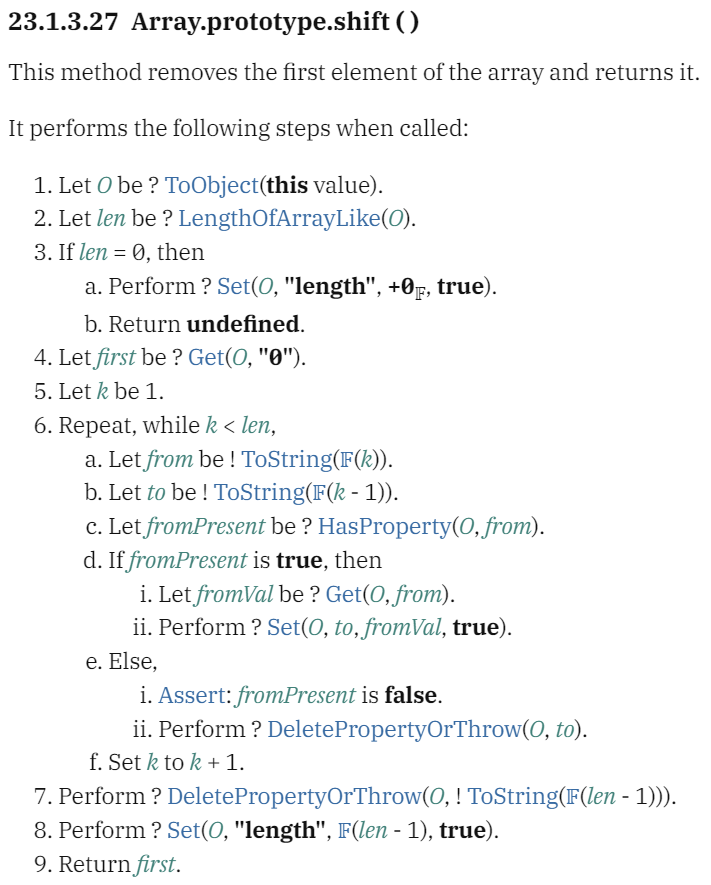 23.1.3.27 Array.prototype.shift ( )
This method removes the first element of the array and returns it.
It performs the following steps when called:
1. Let O be ? ToObject(this value).
2. Let len be ? LengthOfArrayLike(O).
3. If len = 0, then
a. Perform ? Set(O, "length", +0𝔽, true).
b. Return undefined.
4. Let first be ? Get(O, "0").
5. Let k be 1.
6. Repeat, while k < len,
a. Let from be ! ToString(𝔽(k)).
b. Let to be ! ToString(𝔽(k - 1)).
c. Let fromPresent be ? HasProperty(O, from).
d. If fromPresent is true, then
i. Let fromVal be ? Get(O, from).
ii. Perform ? Set(O, to, fromVal, true).
e. Else,
i. Assert: fromPresent is false.
ii. Perform ? DeletePropertyOrThrow(O, to).
f. Set k to k + 1.
7. Perform ? DeletePropertyOrThrow(O, ! ToString(𝔽(len - 1))).
8. Perform ? Set(O, "length", 𝔽(len - 1), true).
9. Return first.